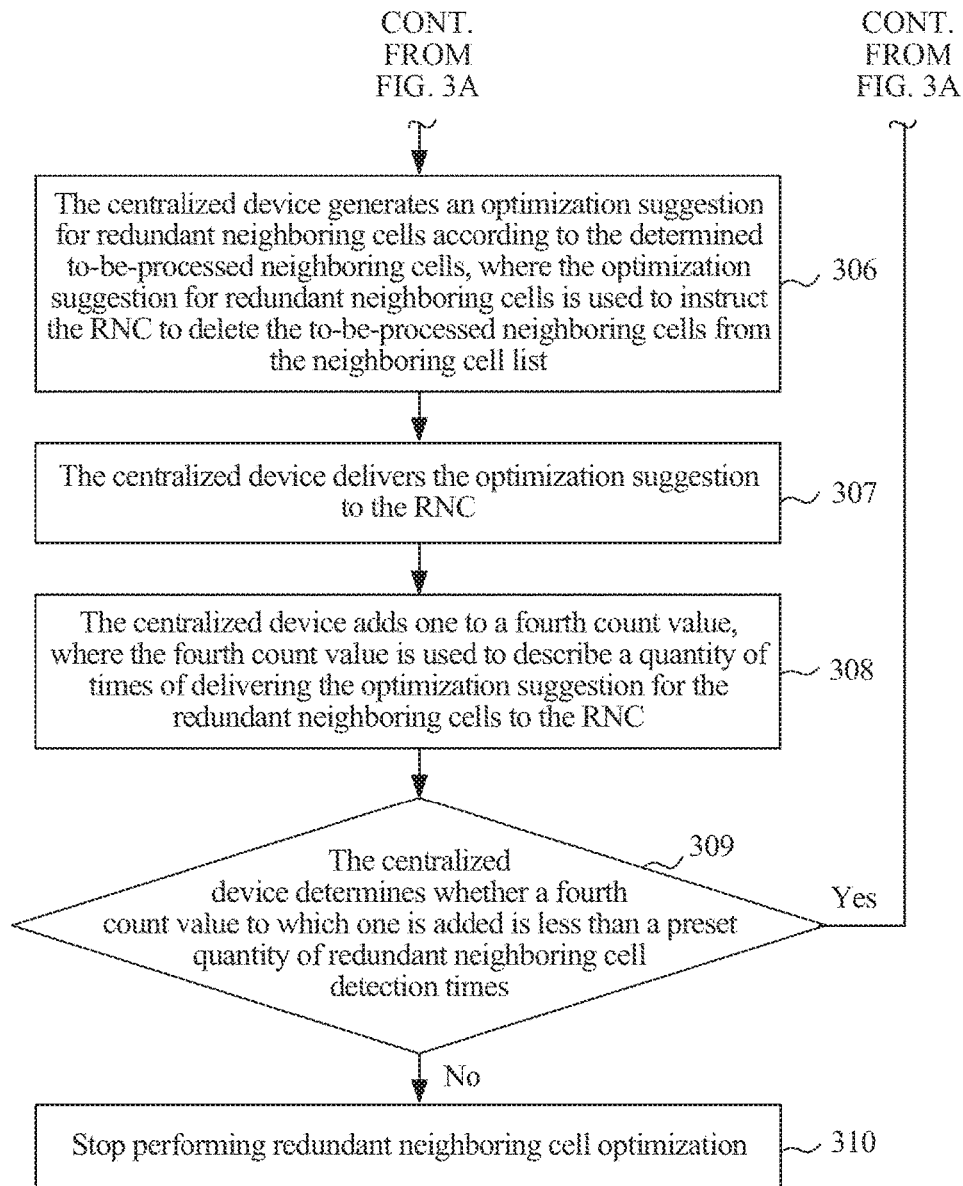 CONT.
FROM
FIG. 3A
CONT.
FROM
FIG. 3A
The centralized device generates an optimization suggestion
for redundant neighboring cells according to the determined
to-be-processed neighboring cells, where the optimization
suggestion for redundant neighboring cells is used to instruct
the RNC to delete the to-be-processed neighboring cells from
the neighboring cell list
306
The centralized device delivers the optimization suggestion
to the RNC
307
The centralized device adds one to a fourth count value,
where the fourth count value is used to describe a quantity of
times of delivering the optimization suggestion for the
redundant neighboring cells to the RNC
308
309
The centralized
device determines whether a fourth
count value to which one is added is less than a preset
quantity of redundant neighboring cell
detection times
Yes
No
Stop performing redundant neighboring cell optimization
310